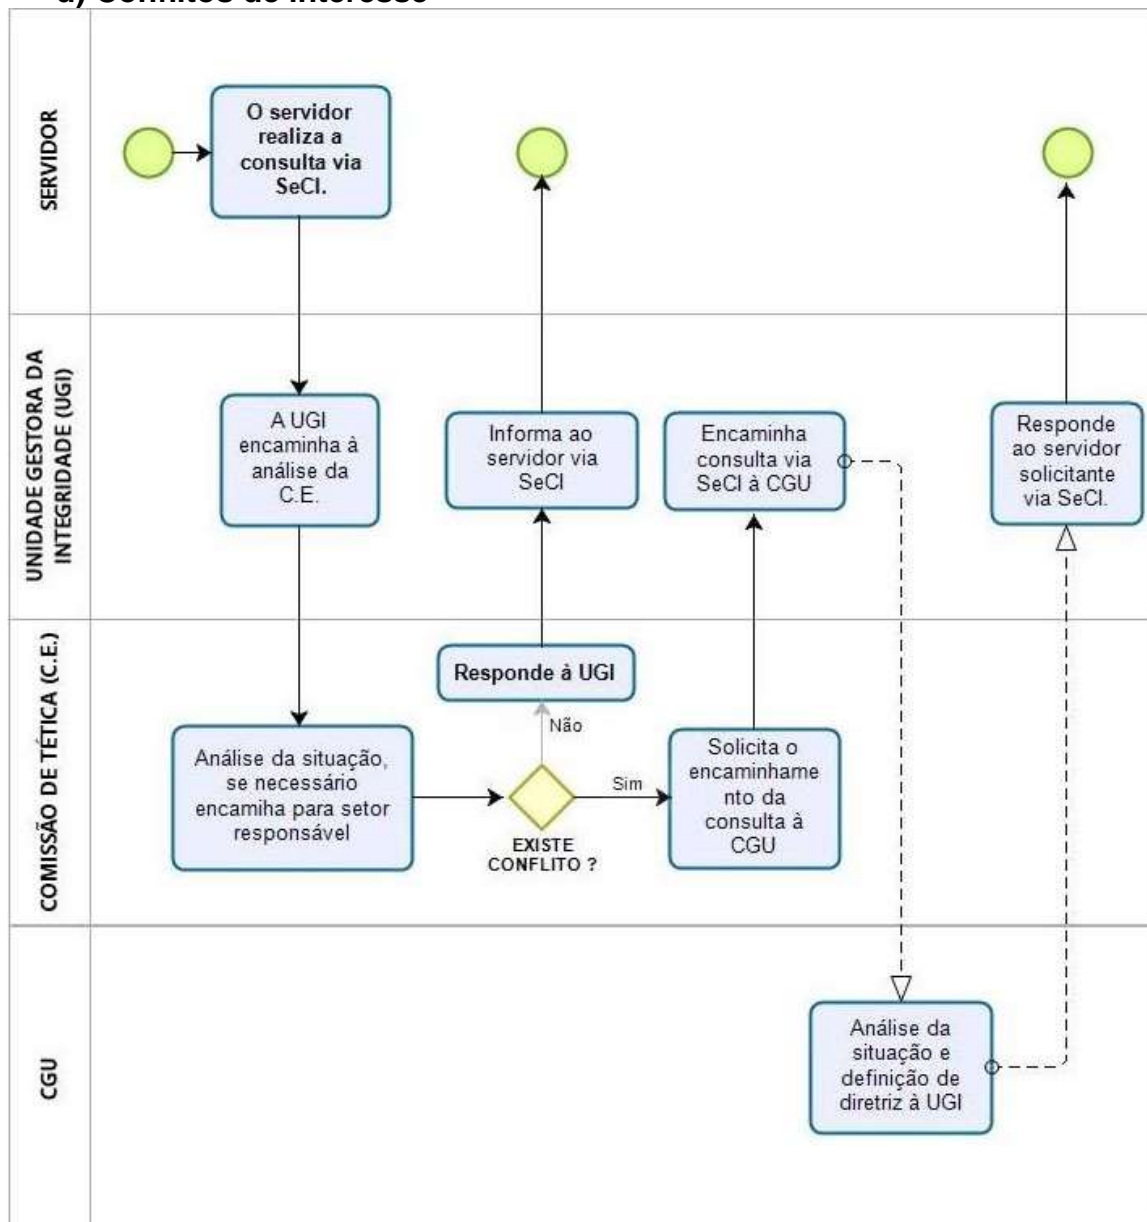 a) Conflitos de Interesse
SERVIDOR
O servidor
realiza a
consulta via
SeCI.
UNIDADE GESTORA DA
INTEGRIDADE (UGI)
A UGI
encaminha à
análise da
C.E.
Informa ao
servidor via
SeCI
Encaminha
consulta via
SeCI à CGU
Responde
ao servidor
solicitante
via SeCI.
COMISSÃO DE TÉTICA (C.E.)
Responde à UGI
Não
Análise da situação,
se necessário
encamiha para setor
responsável
EXISTE
CONFLITO ?
Sim
Solicita o
encaminhame
nto da
consulta à
CGU
CGU
Análise da
situação e
definição de
diretriz à UGI